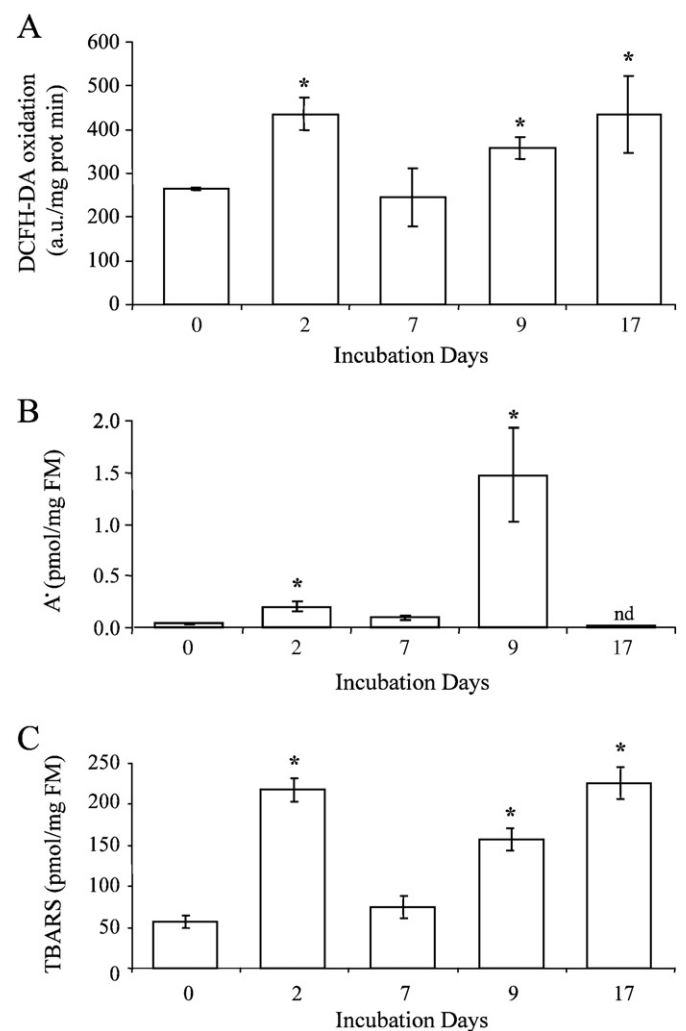 A
DCFH-DA oxidation
(a.u./mg prot min)
600
500
400
300
200
100
0
*
*
*
0 2 7 9 17
Incubation Days
B
A• (pmol/mg FM)
2.0
1.5
1.0
0.5
0.0
*
*
nd
0 2 7 9 17
Incubation Days
C
TBARS (pmol/mg FM)
250
200
150
100
50
0
*
*
*
0 2 7 9 17
Incubation Days